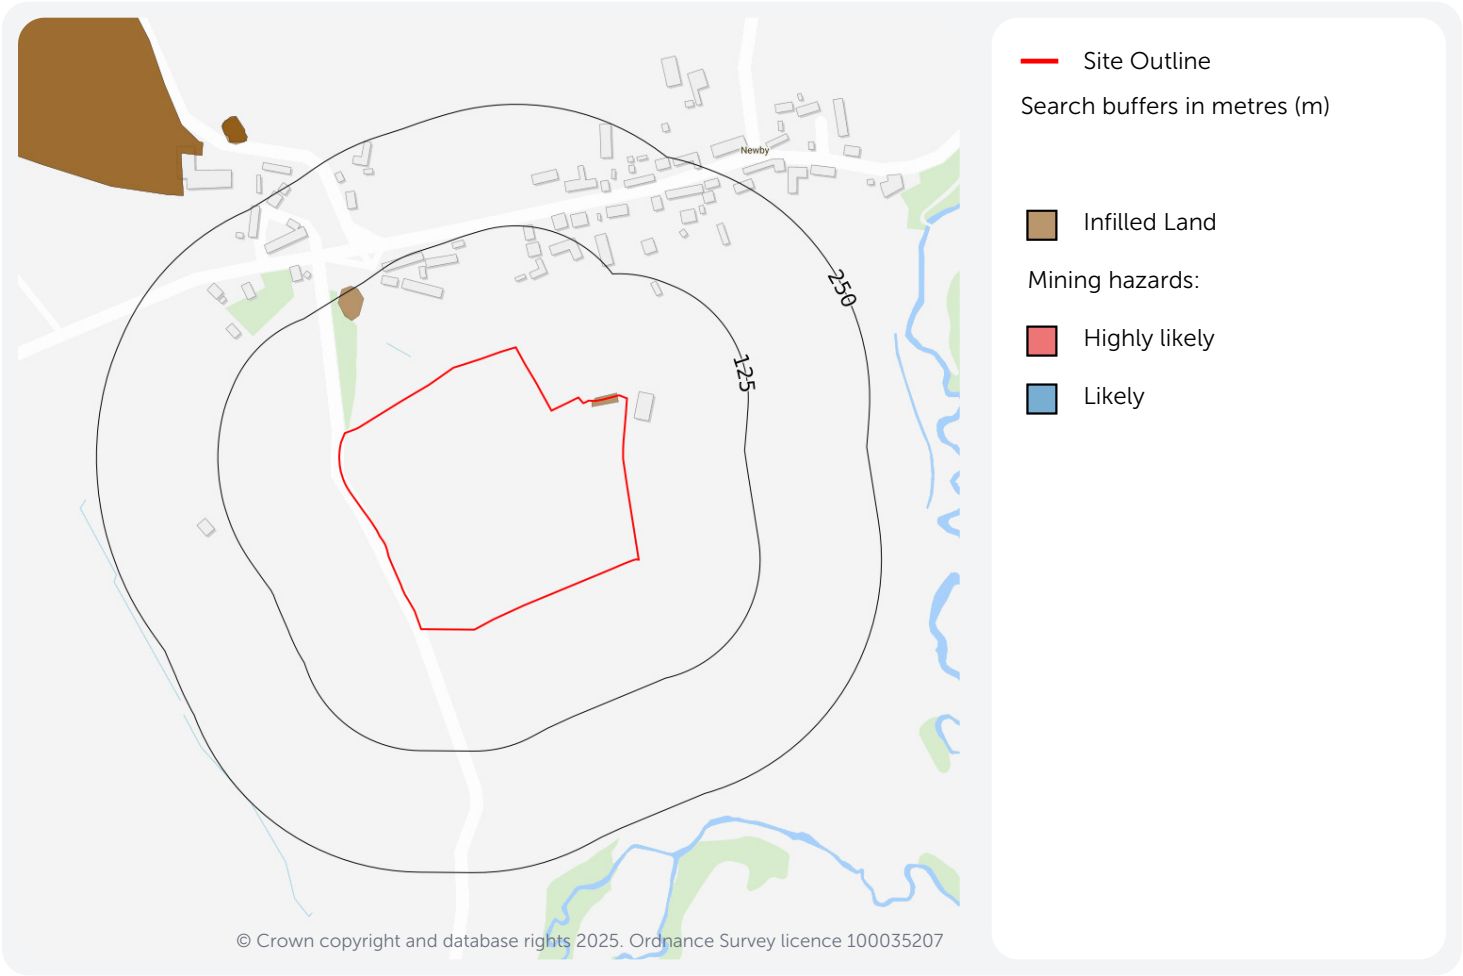 Newby
250
125
© Crown copyright and database rights 2025. Ordnance Survey licence 100035207
Site Outline
Search buffers in metres (m)
Infilled Land
Mining hazards:
Highly likely
Likely